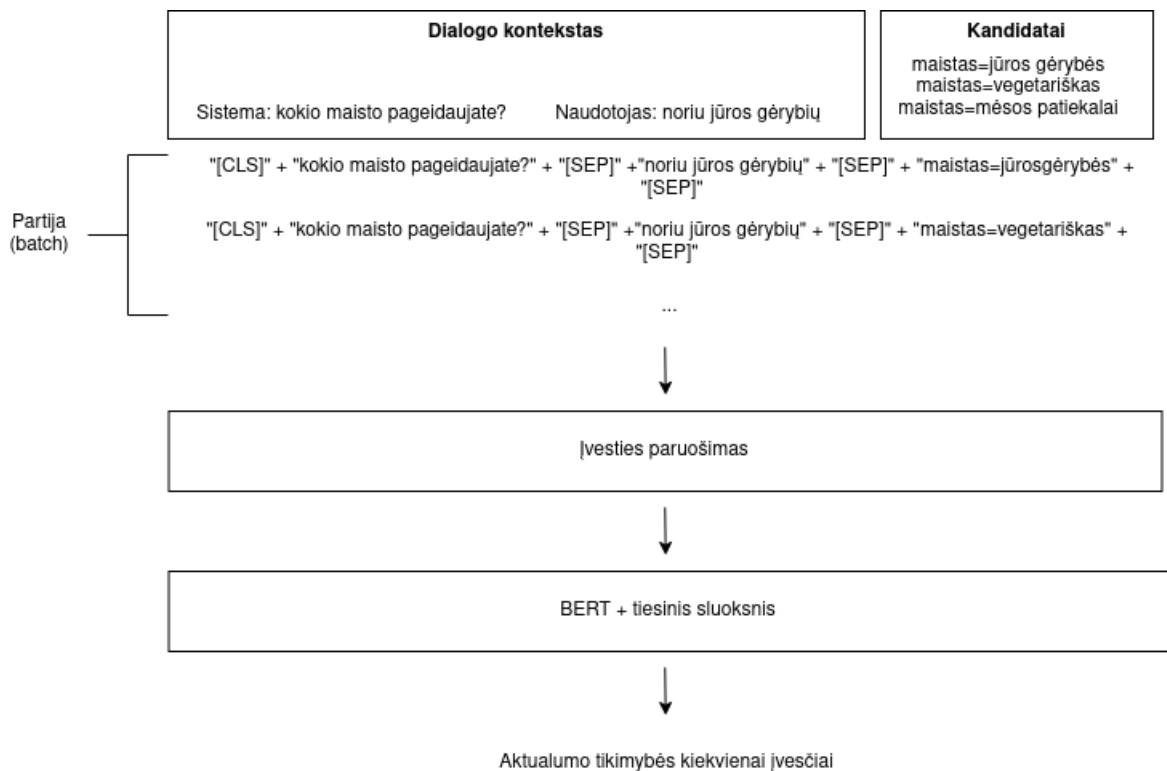 Dialogo kontekstas
Sistema: kokio maisto pageidaujate?
Naudotojas: noriu jūros gėrybių
Kandidatai
maistas=jūros gėrybės
maistas=vegetariškas
maistas=mėsos patiekalai
Partija
(batch)
"[CLS]" + "kokio maisto pageidaujate?" + "[SEP]" +"noriu jūros gėrybių" + "[SEP]" + "maistas=jūrosgėrybės" +
"[SEP]"
"[CLS]" + "kokio maisto pageidaujate?" + "[SEP]" +"noriu jūros gėrybių" + "[SEP]" + "maistas=vegetariškas" +
"[SEP]"
...
Įvesties paruošimas
BERT + tiesinis sluoksnis
Aktualumo tikimybės kiekvienai įvesčiai